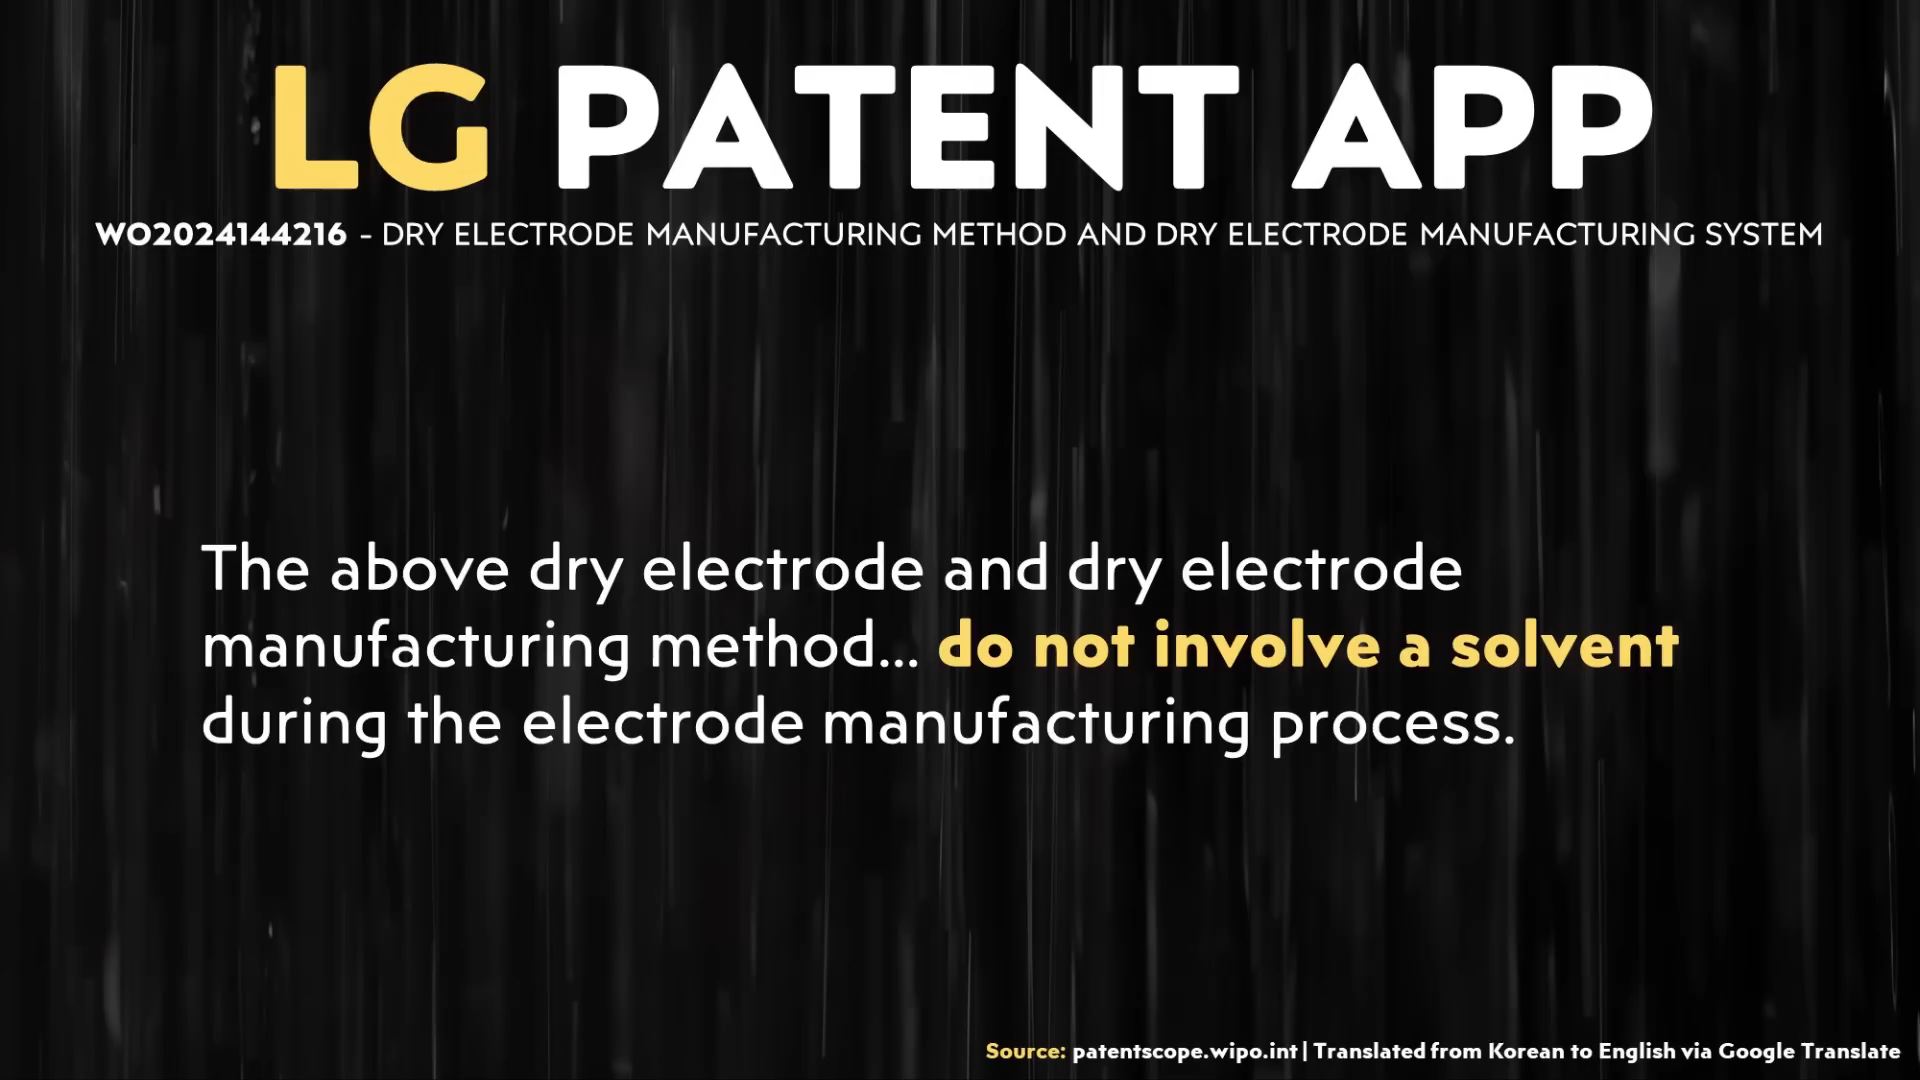 LG PATENT APP
WO2024144216 - DRY ELECTRODE MANUFACTURING METHOD AND DRY ELECTRODE MANUFACTURING SYSTEM
The above dry electrode and dry electrode
manufacturing method... do not involve a solvent
during the electrode manufacturing process.
Source: patentscope.wipo.int | Translated from Korean to English via Google Translate